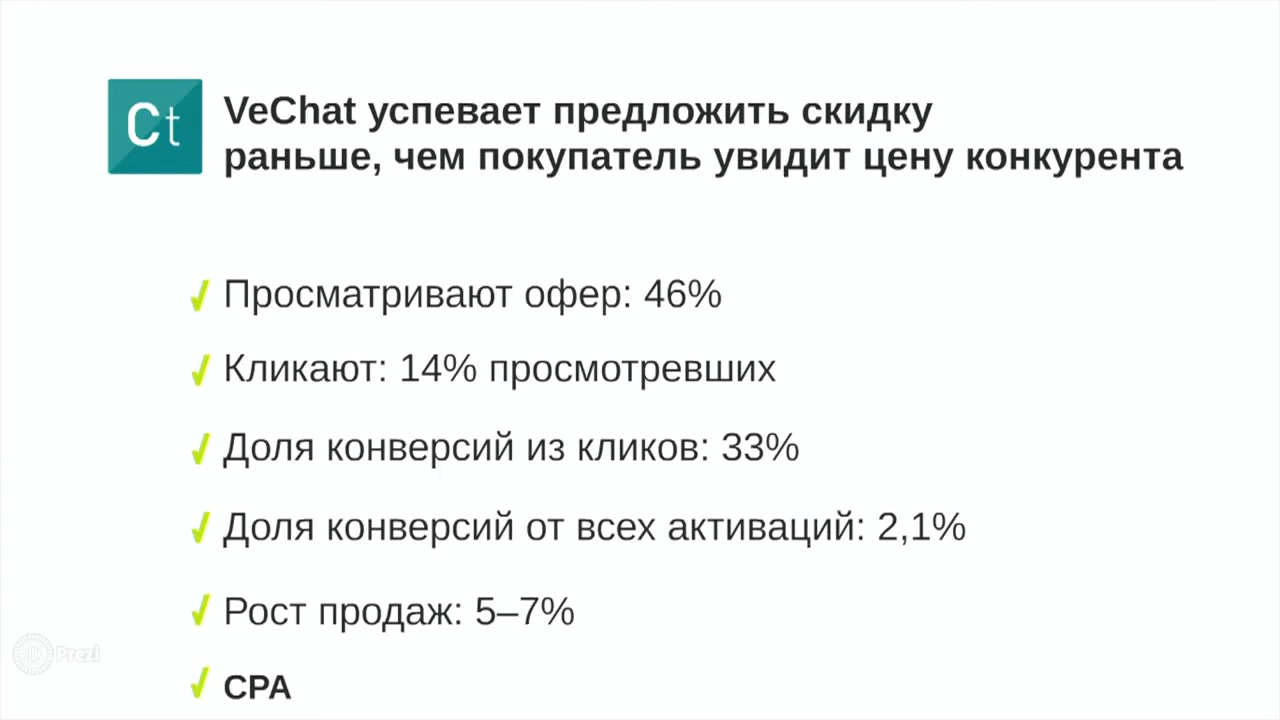 Ct
VeChat успевает предложить скидку
раньше, чем покупатель увидит цену конкурента
Просматривают офер: 46%
Кликают: 14% просмотревших
Доля конверсий из кликов: 33%
Доля конверсий от всех активаций: 2,1%
Рост продаж: 5–7%
Prezi
CPA